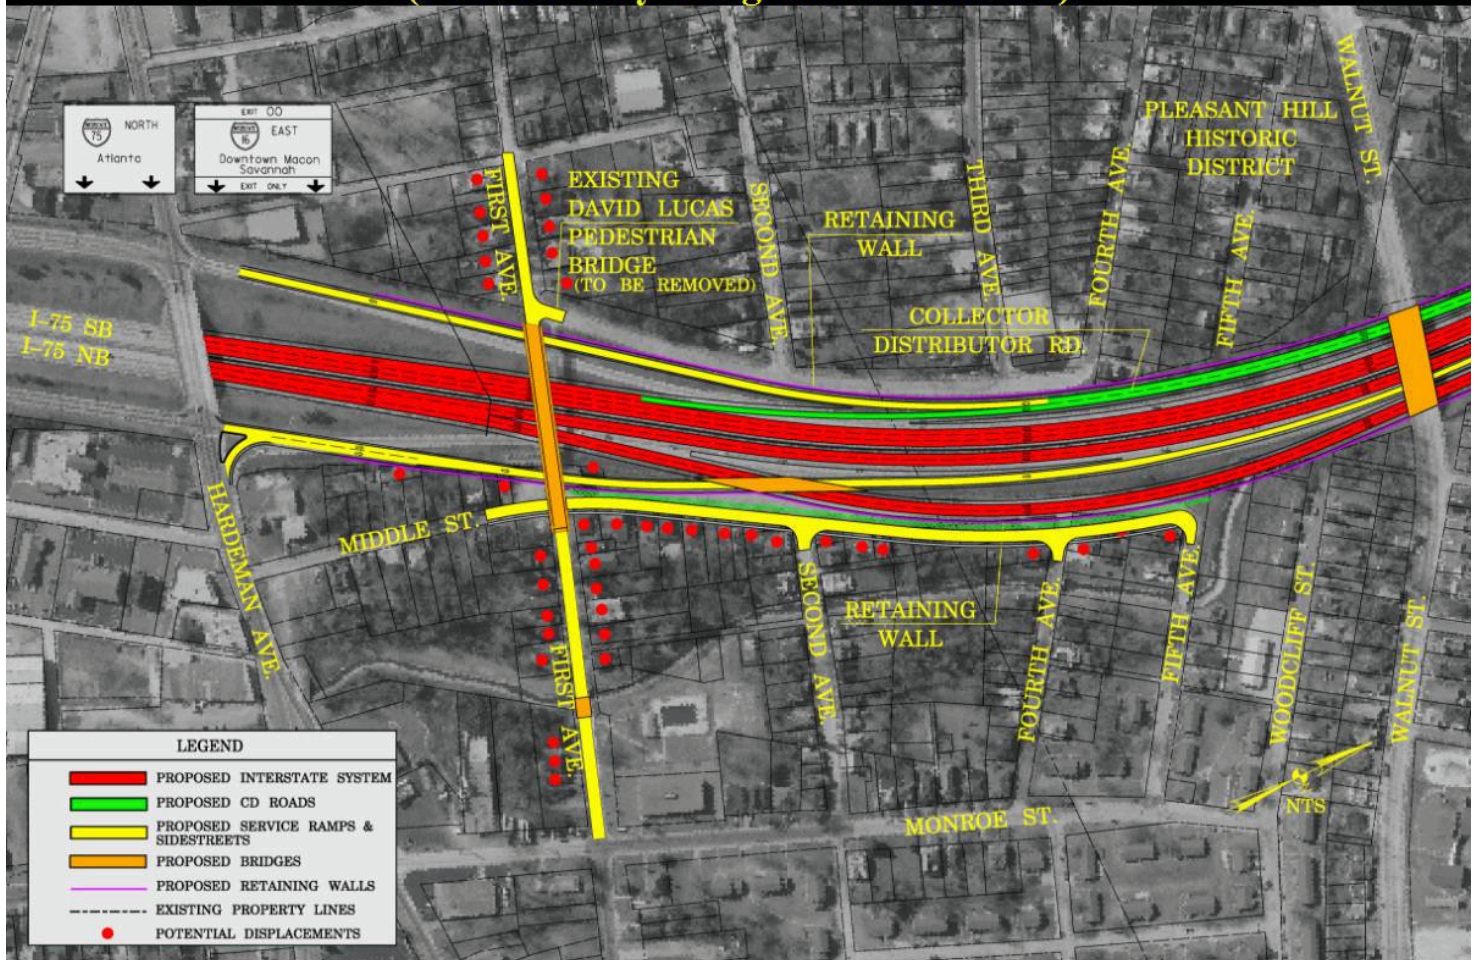 NORTH
75
Atlanta
EXIT OO
EAST
16
Downtown Macon
Savannah
EXIT ONLY
FIRST AVE.
EXISTING
DAVID LUCAS
PEDESTRIAN
BRIDGE
(TO BE REMOVED)
SECOND AVE.
RETAINING
WALL
THIRD AVE.
FOURTH AVE.
PLEASANT HILL
HISTORIC
DISTRICT
FIFTH AVE.
WALNUT ST.
COLLECTOR
DISTRIBUTOR RD.
I-75 SB
I-75 NB
HARDEMAN AVE.
MIDDLE ST.
FIRST AVE.
SECOND AVE.
RETAINING
WALL
FOURTH AVE.
FIFTH AVE.
WOODCLIFF ST.
WALNUT ST.
MONROE ST.
NTS
LEGEND
PROPOSED INTERSTATE SYSTEM
PROPOSED CD ROADS
PROPOSED SERVICE RAMPS &
SIDESTREETS
PROPOSED BRIDGES
PROPOSED RETAINING WALLS
EXISTING PROPERTY LINES
POTENTIAL DISPLACEMENTS